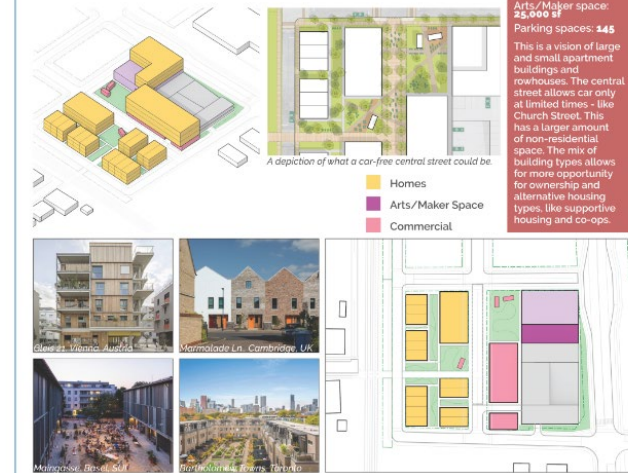 Arts/Maker space:
25,000 sf
Parking spaces: 145
This is a vision of large
and small apartment
buildings and
rowhouses. The central
street allows car only
at limited times - like
Church Street. This
has a larger amount
of non-residential
space. The mix of
building types allows
for more opportunity
for ownership and
alternative housing
types, like supportive
housing and co-ops.
A depiction of what a car-free central street could be.
Homes
Arts/Maker Space
Commercial
Gleis 21, Vienna, Austria
Marmalade Ln, Cambridge, UK
Maingasse, Basel, SUI
Bartholomew Towns, Toronto